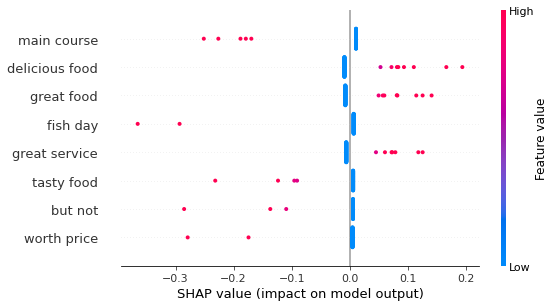 High
main course
delicious food
great food
fish day
great service
tasty food
but not
worth price
Feature value
Low
−0.3 −0.2 −0.1 0.0 0.1 0.2
SHAP value (impact on model output)